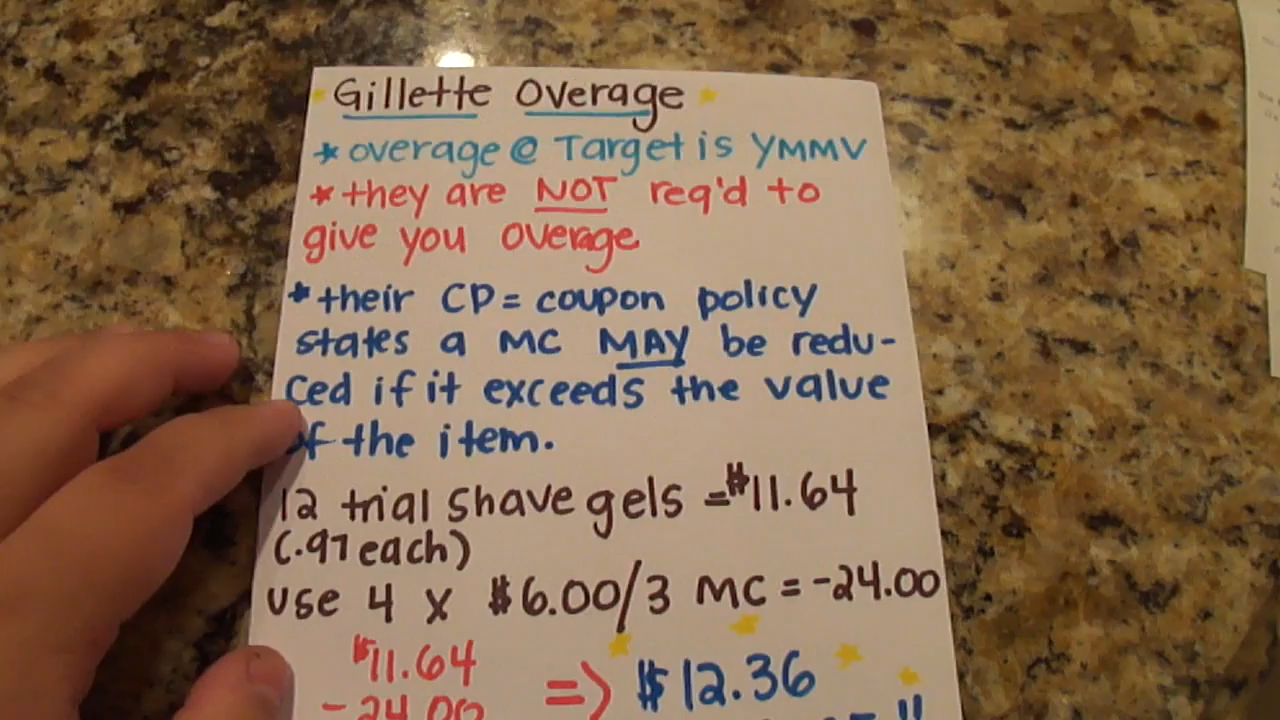 Gillette Overage
* overage @ Target is YMMV
* they are NOT req'd to
give you overage
* their CP = coupon policy
states a MC MAY be redu-
ced if it exceeds the value
of the item.
12 trial shave gels = $11.64
(.97 each)
use 4 x $6.00/3 MC = -24.00
$11.64
-24.00 => $12.36